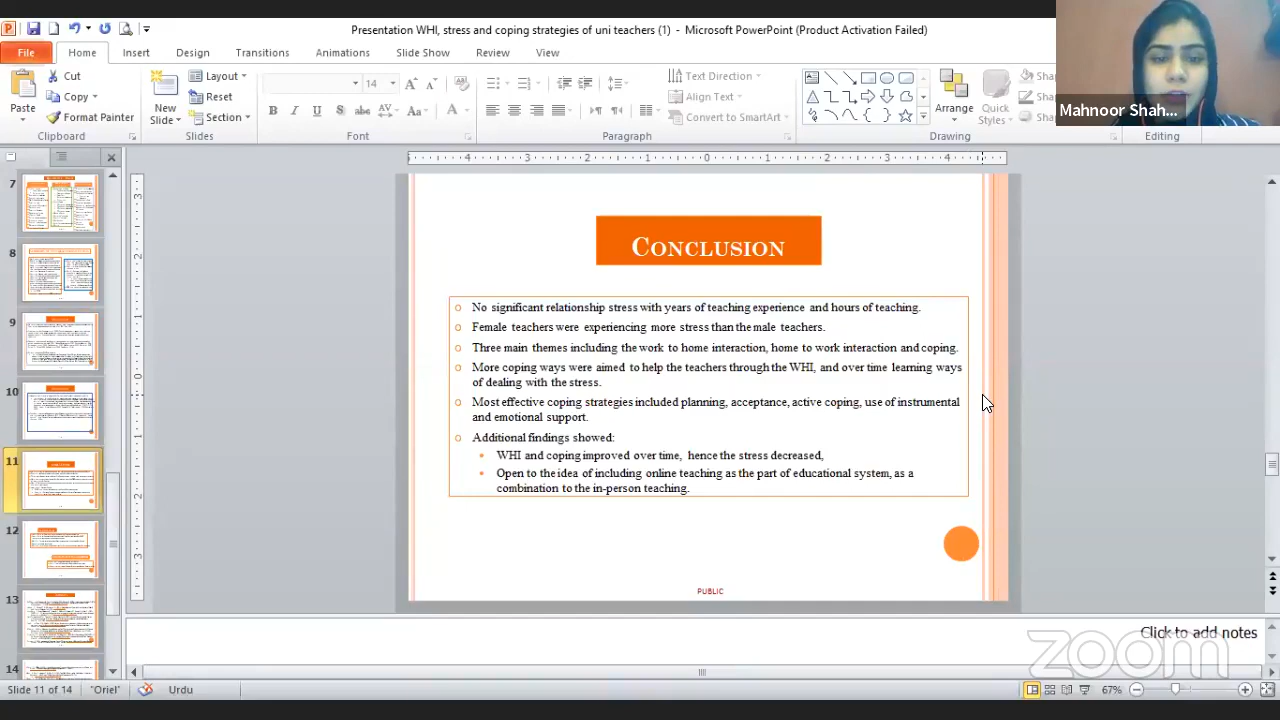 Presentation WHI, stress and coping strategies of uni teachers (1) - Microsoft PowerPoint (Product Activation Failed)
File Home Insert Design Transitions Animations Slide Show Review View
Cut
Copy
Format Painter
Paste
Clipboard
New
Slide
Layout
Reset
Section
Slides
14
Font
Text Direction
Align Text
Convert to SmartArt
Paragraph
Arrange
Quick
Styles
Drawing
Editing
Mahnoor Shah...
CONCLUSION
No significant relationship stress with years of teaching experience and hours of teaching.
Female teachers were experiencing more stress than the male teachers.
Three main themes including the work to home interaction, home to work interaction and coping.
More coping ways were aimed to help the teachers through the WHI, and over time learning ways
of dealing with the stress.
Most effective coping strategies included planning, acceptance, active coping, use of instrumental
and emotional support.
Additional findings showed:
WHI and coping improved over time, hence the stress decreased,
Open to the idea of including online teaching as the part of educational system, as a
combination to the in-person teaching.
PUBLIC
7
8
9
10
11
12
13
14
Click to add notes
zoom
Slide 11 of 14 "Oriel" Urdu 67%